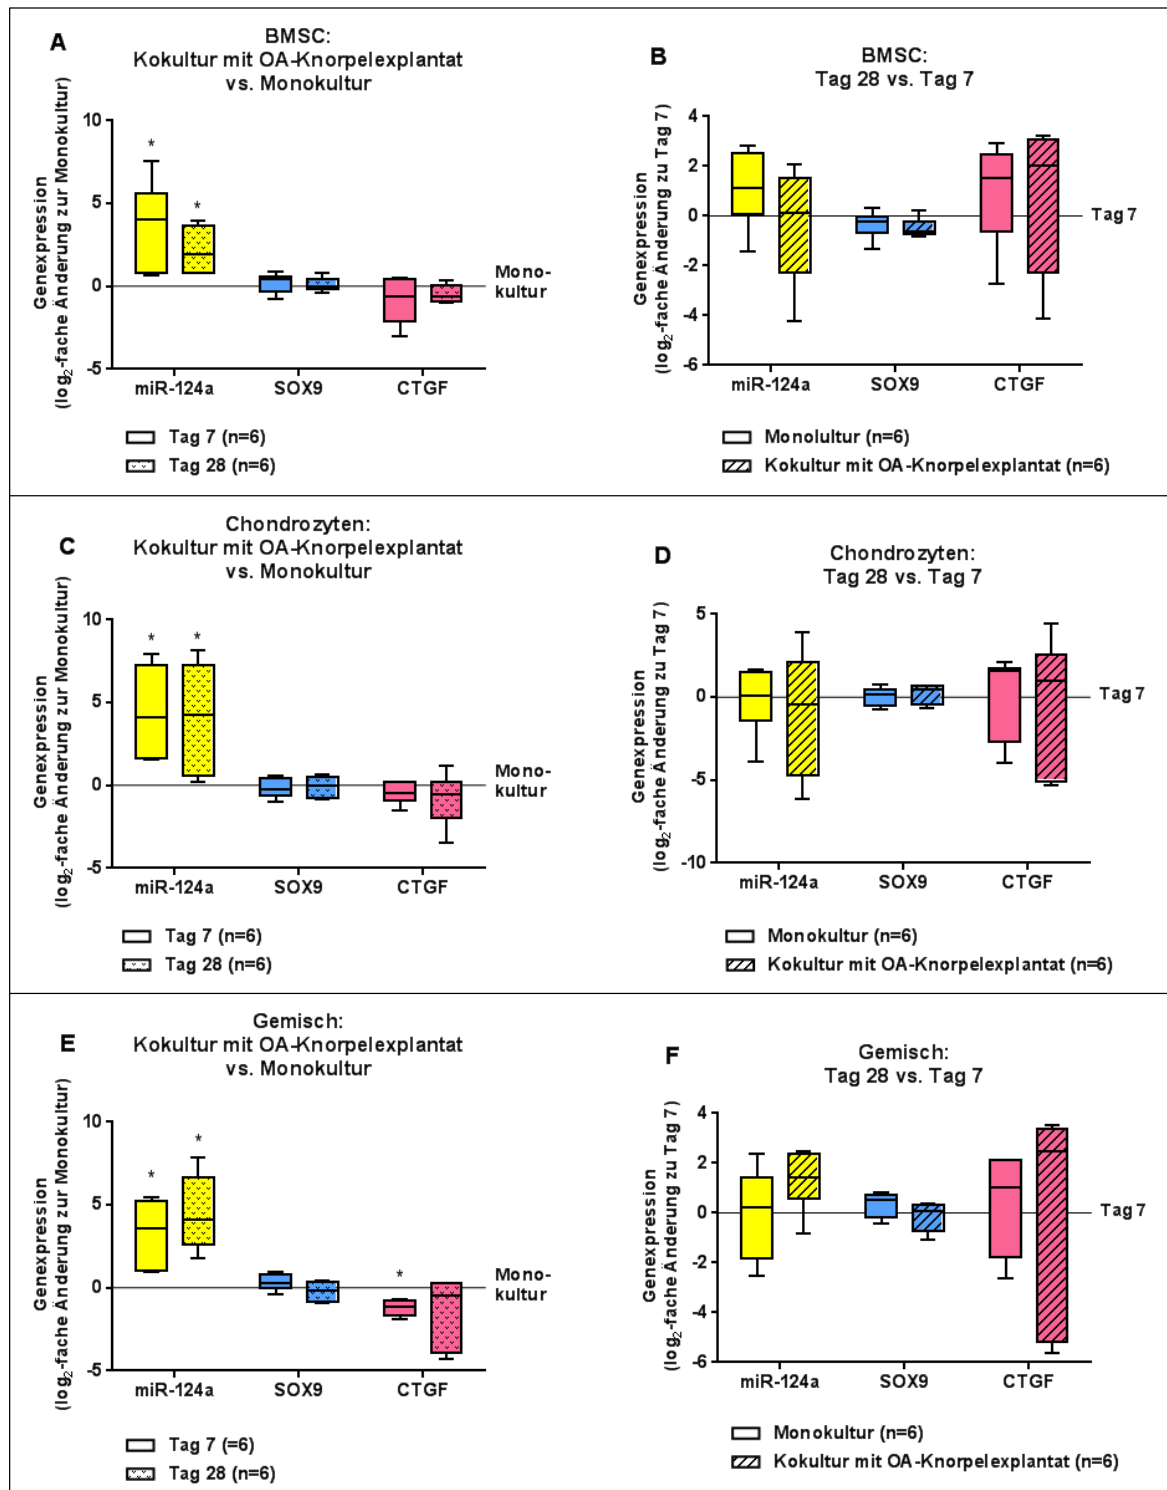 A
BMSC:
Kokultur mit OA-Knorpelexplantat
vs. Monokultur
Genexpression
(log₂-fache Änderung zur Monokultur)
10
5
0
-5
*
*
Mono-
kultur
miR-124a SOX9 CTGF
Tag 7 (n=6)
Tag 28 (n=6)
B
BMSC:
Tag 28 vs. Tag 7
Genexpression
(log₂-fache Änderung zu Tag 7)
4
2
0
-2
-4
-6
Tag 7
miR-124a SOX9 CTGF
Monolultur (n=6)
Kokultur mit OA-Knorpelexplantat (n=6)
C
Chondrozyten:
Kokultur mit OA-Knorpelexplantat
vs. Monokultur
Genexpression
(log₂-fache Änderung zur Monokultur)
10
5
0
-5
*
*
Mono-
kultur
miR-124a SOX9 CTGF
Tag 7 (n=6)
Tag 28 (n=6)
D
Chondrozyten:
Tag 28 vs. Tag 7
Genexpression
(log₂-fache Änderung zu Tag 7)
5
0
-5
-10
Tag 7
miR-124a SOX9 CTGF
Monokultur (n=6)
Kokultur mit OA-Knorpelexplantat (n=6)
E
Gemisch:
Kokultur mit OA-Knorpelexplantat
vs. Monokultur
Genexpression
(log₂-fache Änderung zur Monokultur)
10
5
0
-5
*
*
*
Mono-
kultur
miR-124a SOX9 CTGF
Tag 7 (=6)
Tag 28 (n=6)
F
Gemisch:
Tag 28 vs. Tag 7
Genexpression
(log₂-fache Änderung zu Tag 7)
4
2
0
-2
-4
-6
Tag 7
miR-124a SOX9 CTGF
Monokultur (n=6)
Kokultur mit OA-Knorpelexplantat (n=6)